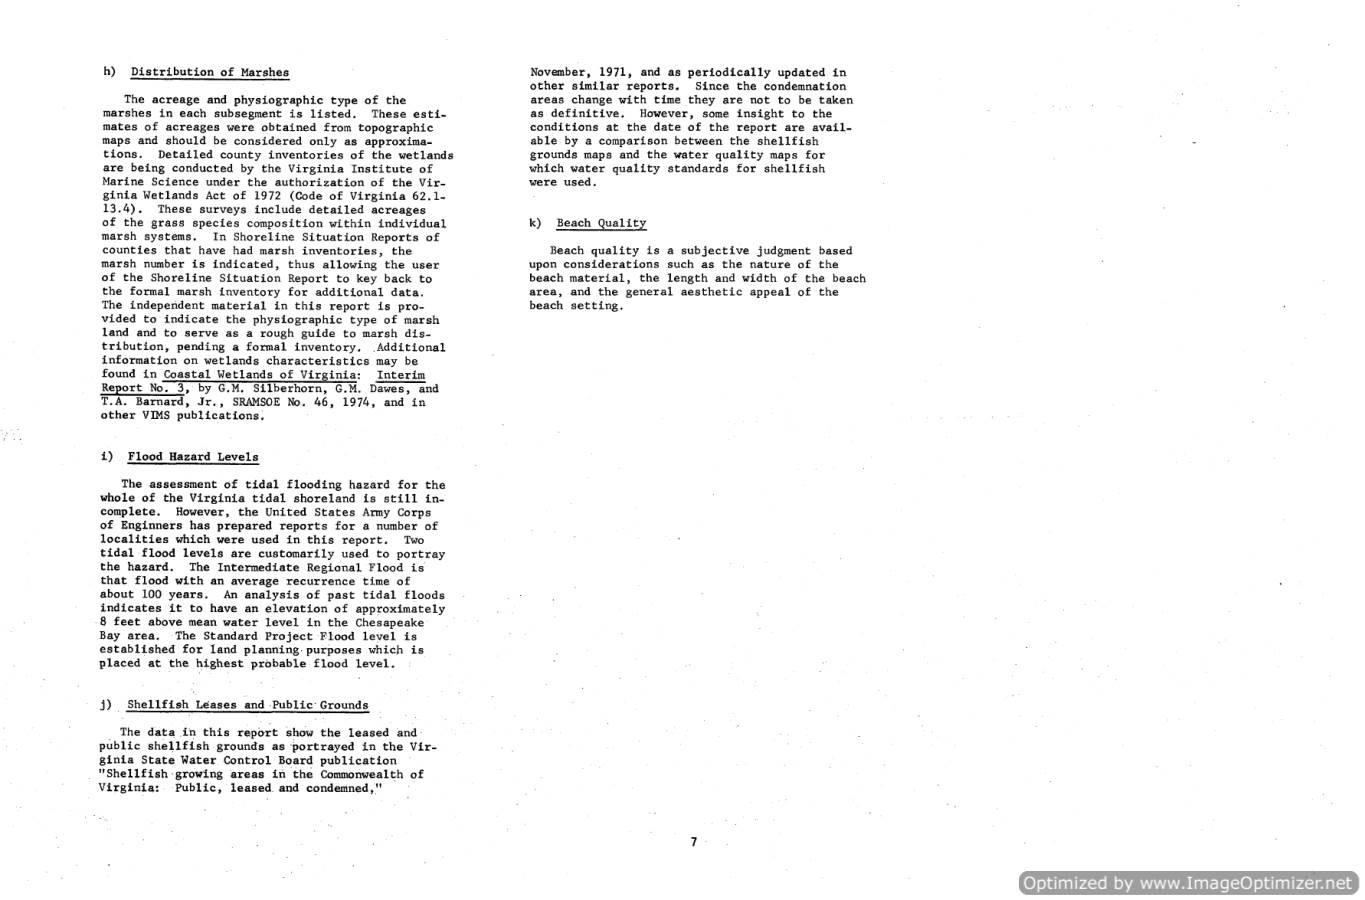 h) Distribution of Marshes
The acreage and physiographic type of the
marshes in each subsegment is listed. These esti-
mates of acreages were obtained from topographic
maps and should be considered only as approxima-
tions. Detailed county inventories of the wetlands
are being conducted by the Virginia Institute of
Marine Science under the authorization of the Vir-
ginia Wetlands Act of 1972 (Code of Virginia 62.1-
13.4). These surveys include detailed acreages
of the grass species composition within individual
marsh systems. In Shoreline Situation Reports of
counties that have had marsh inventories, the
marsh number is indicated, thus allowing the user
of the Shoreline Situation Report to key back to
the formal marsh inventory for additional data.
The independent material in this report is pro-
vided to indicate the physiographic type of marsh
land and to serve as a rough guide to marsh dis-
tribution, pending a formal inventory. Additional
information on wetlands characteristics may be
found in Coastal Wetlands of Virginia: Interim
Report No. 3, by G.M. Silberhorn, G.M. Dawes, and
T.A. Barnard, Jr., SRAMSOE No. 46, 1974, and in
other VIMS publications.
i) Flood Hazard Levels
The assessment of tidal flooding hazard for the
whole of the Virginia tidal shoreland is still in-
complete. However, the United States Army Corps
of Enginners has prepared reports for a number of
localities which were used in this report. Two
tidal flood levels are customarily used to portray
the hazard. The Intermediate Regional Flood is
that flood with an average recurrence time of
about 100 years. An analysis of past tidal floods
indicates it to have an elevation of approximately
8 feet above mean water level in the Chesapeake
Bay area. The Standard Project Flood level is
established for land planning purposes which is
placed at the highest probable flood level.
j) Shellfish Leases and Public Grounds
The data in this report show the leased and
public shellfish grounds as portrayed in the Vir-
ginia State Water Control Board publication
"Shellfish growing areas in the Commonwealth of
Virginia: Public, leased and condemned,"
November, 1971, and as periodically updated in
other similar reports. Since the condemnation
areas change with time they are not to be taken
as definitive. However, some insight to the
conditions at the date of the report are avail-
able by a comparison between the shellfish
grounds maps and the water quality maps for
which water quality standards for shellfish
were used.
k) Beach Quality
Beach quality is a subjective judgment based
upon considerations such as the nature of the
beach material, the length and width of the beach
area, and the general aesthetic appeal of the
beach setting.
7
Optimized by www.ImageOptimizer.net